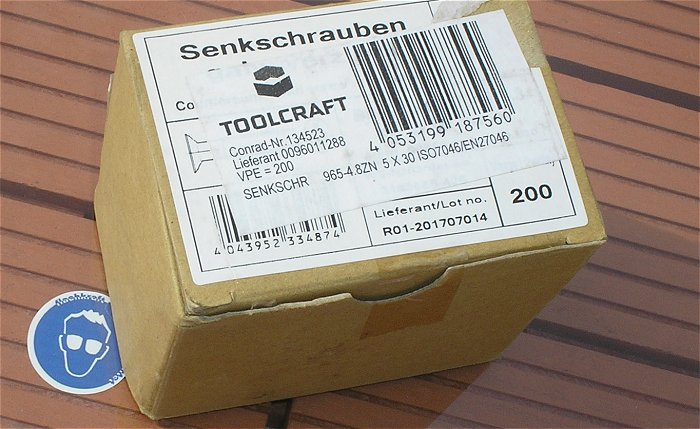 Senkschrauben
Co
TOOLCRAFT
Conrad-Nr.134523
Lieferant 0096011288
VPE = 200
SENKSCHR 965-4.8ZN 5 X 30 ISO7046/EN27046
4 053199 187560
4 043952 334874
Lieferant/Lot no.
R01-201707014
200